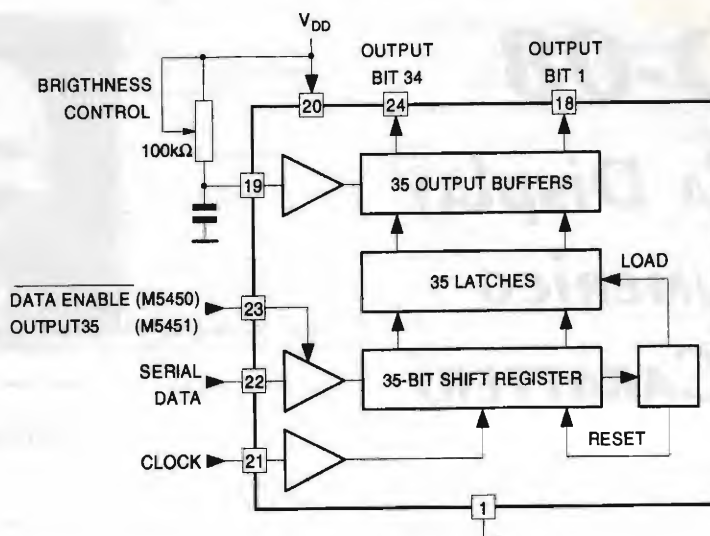 VDD
OUTPUT
BIT 34
OUTPUT
BIT 1
BRIGTHNESS
CONTROL
20
24
18
100kΩ
19
35 OUTPUT BUFFERS
LOAD
35 LATCHES
DATA ENABLE (M5450)
OUTPUT35 (M5451)
23
SERIAL
DATA
22
35-BIT SHIFT REGISTER
RESET
CLOCK
21
1